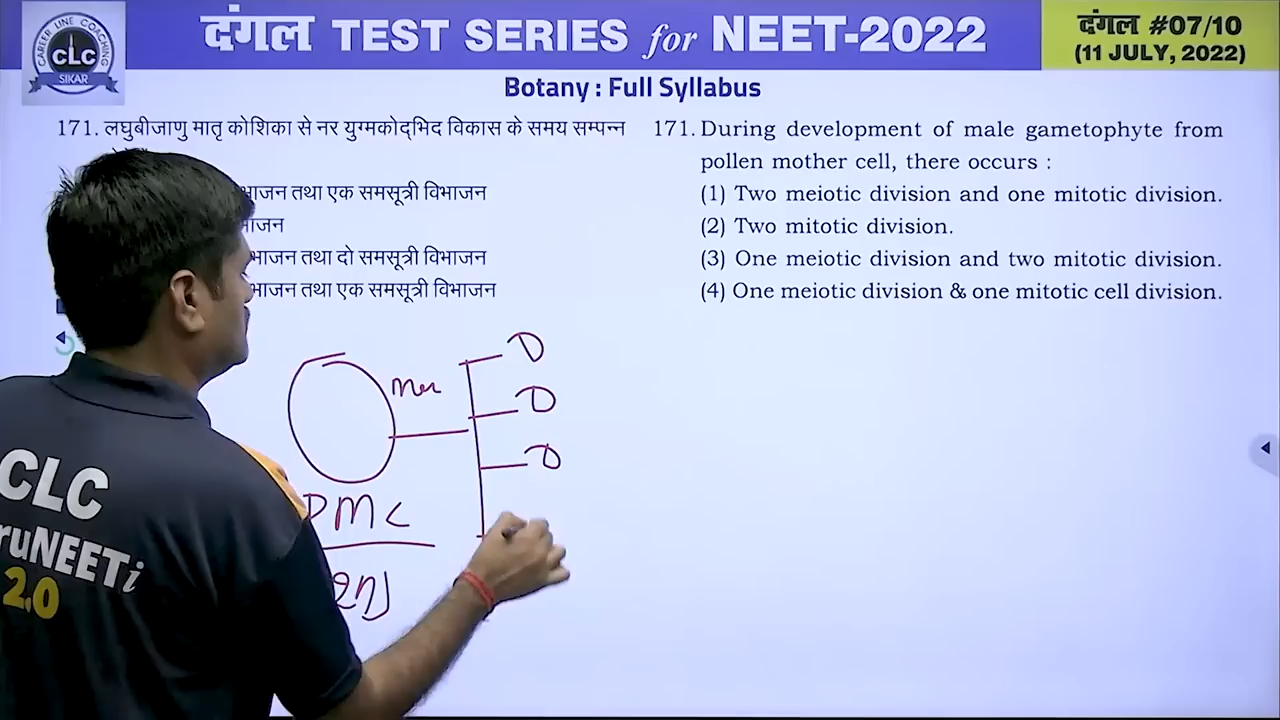 CAREER LINE COACHING
CLC
SIKAR
दंगल TEST SERIES for NEET-2022
दंगल #07/10
(11 JULY, 2022)
Botany : Full Syllabus
171. लघुबीजाणु मातृ कोशिका से नर युग्मकोद्भिद विकास के समय सम्पन्न
भाजन तथा एक समसूत्री विभाजन
भाजन
भाजन तथा दो समसूत्री विभाजन
भाजन तथा एक समसूत्री विभाजन
171. During development of male gametophyte from
pollen mother cell, there occurs :
(1) Two meiotic division and one mitotic division.
(2) Two mitotic division.
(3) One meiotic division and two mitotic division.
(4) One meiotic division & one mitotic cell division.
PMC
2n
CLC
ruNEETi
2.0